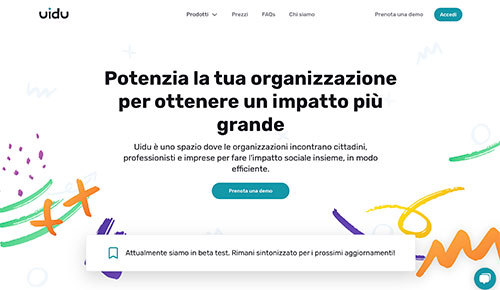 uidu Prodotti Prezzi FAQs Chi siamo Prenota una demo Accedi
Potenzia la tua organizzazione
per ottenere un impatto più
grande
Uidu è uno spazio dove le organizzazioni incontrano cittadini,
professionisti e imprese per fare l'impatto sociale insieme, in modo
efficiente.
Prenota una demo
Attualmente siamo in beta test. Rimani sintonizzato per i prossimi aggiornamenti!